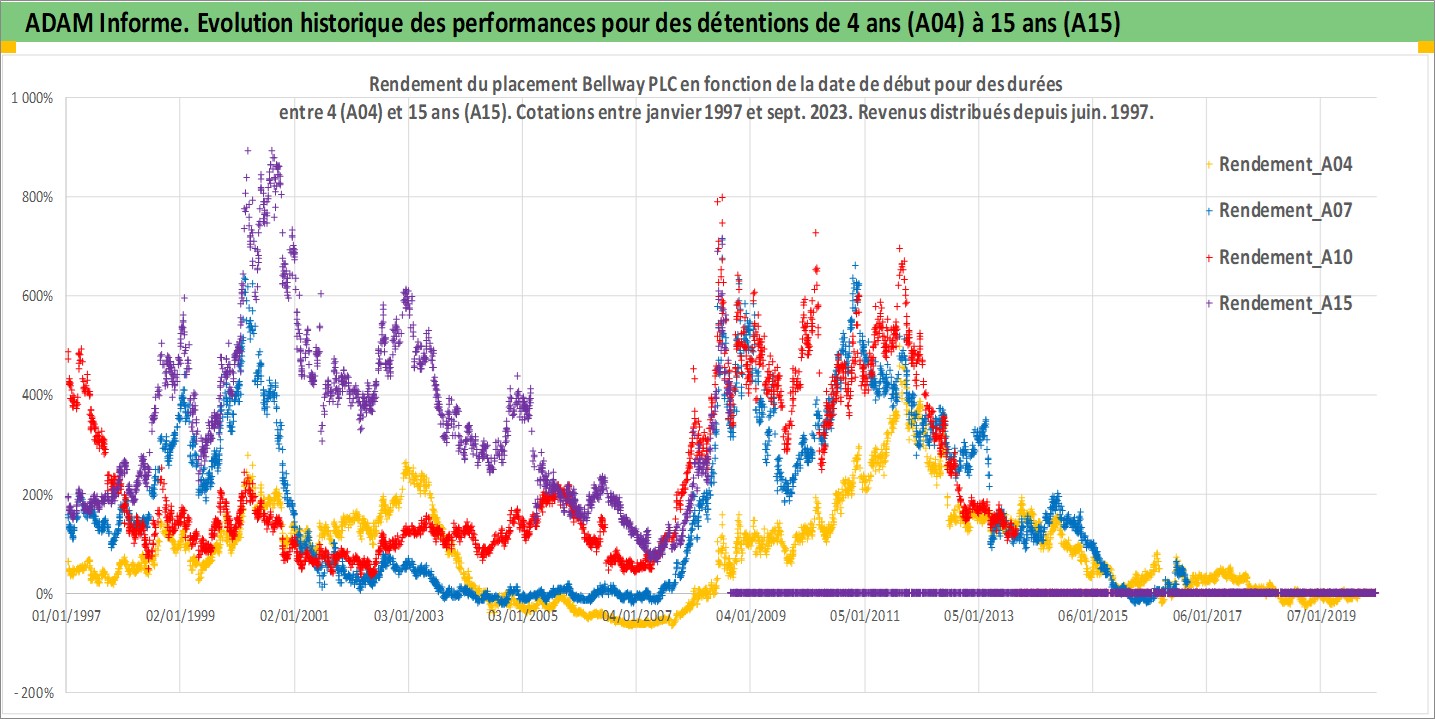 ADAM Informe. Evolution historique des performances pour des détentions de 4 ans (A04) à 15 ans (A15)
Rendement du placement Bellway PLC en fonction de la date de début pour des durées
entre 4 (A04) et 15 ans (A15). Cotations entre janvier 1997 et sept. 2023. Revenus distribués depuis juin. 1997.
1 000%
800%
600%
400%
200%
0%
-200%
01/01/1997
02/01/1999
02/01/2001
03/01/2003
03/01/2005
04/01/2007
04/01/2009
05/01/2011
05/01/2013
06/01/2015
06/01/2017
07/01/2019
Rendement_A04
Rendement_A07
Rendement_A10
Rendement_A15